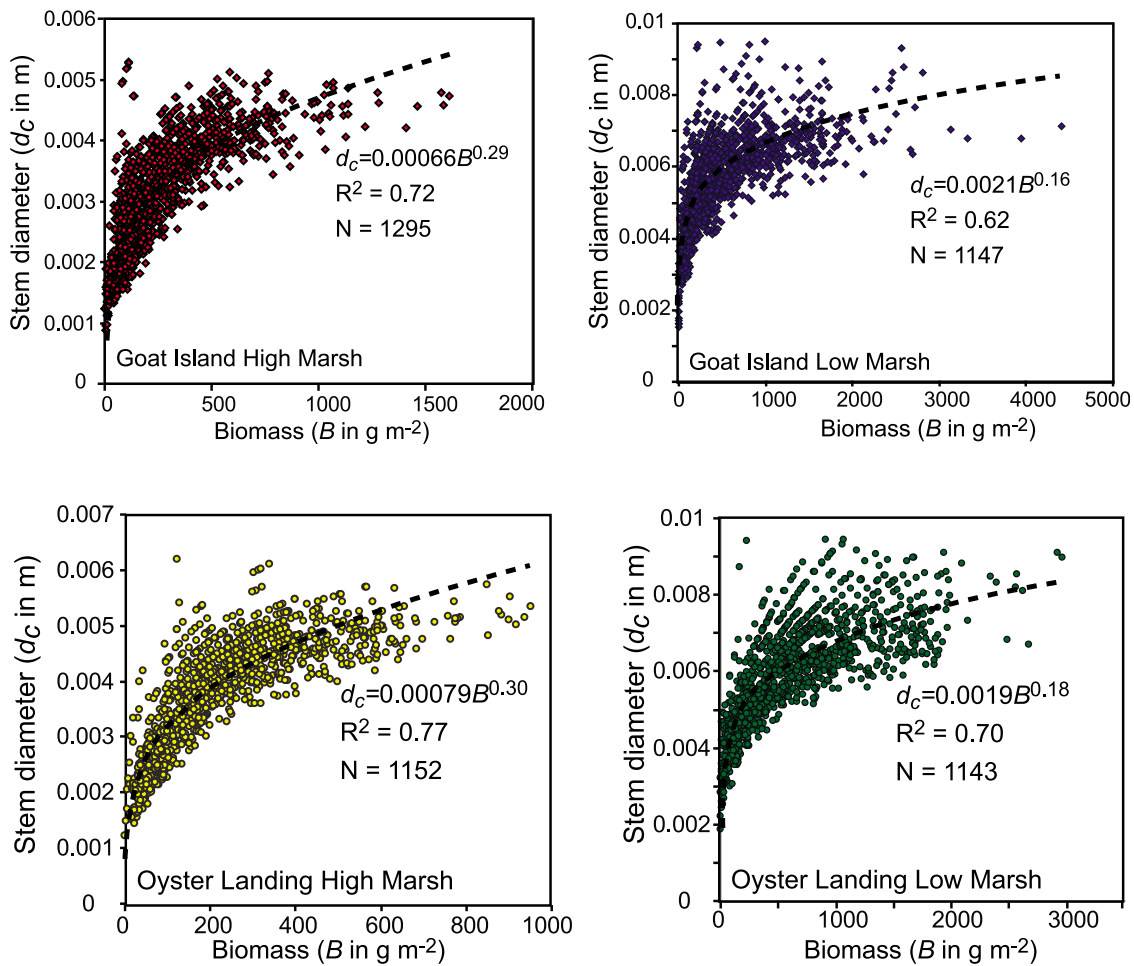 0.006
0.005
0.004
0.003
0.002
0.001
0
Stem diameter (dc in m)
dc=0.00066B0.29
R2 = 0.72
N = 1295
Goat Island High Marsh
0 500 1000 1500 2000
Biomass (B in g m-2)
0.01
0.008
0.006
0.004
0.002
0
Stem diameter (dc in m)
dc=0.0021B0.16
R2 = 0.62
N = 1147
Goat Island Low Marsh
0 1000 2000 3000 4000 5000
Biomass (B in g m-2)
0.007
0.006
0.005
0.004
0.003
0.002
0.001
0
Stem diameter (dc in m)
dc=0.00079B0.30
R2 = 0.77
N = 1152
Oyster Landing High Marsh
0 200 400 600 800 1000
Biomass (B in g m-2)
0.01
0.008
0.006
0.004
0.002
0
Stem diameter (dc in m)
dc=0.0019B0.18
R2 = 0.70
N = 1143
Oyster Landing Low Marsh
0 1000 2000 3000
Biomass (B in g m-2)